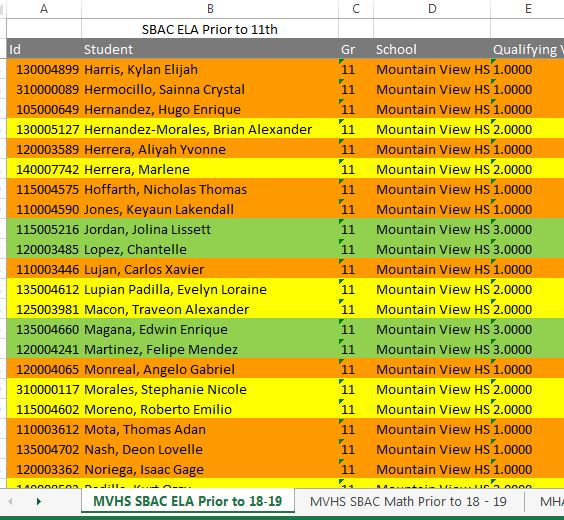 A B C D E
SBAC ELA Prior to 11th
Id Student Gr School Qualifying
130004899 Harris, Kylan Elijah 11 Mountain View HS 1.0000
310000089 Hermocillo, Sainna Crystal 11 Mountain View HS 1.0000
105000649 Hernandez, Hugo Enrique 11 Mountain View HS 1.0000
130005127 Hernandez-Morales, Brian Alexander 11 Mountain View HS 2.0000
120003589 Herrera, Aliyah Yvonne 11 Mountain View HS 1.0000
140007742 Herrera, Marlene 11 Mountain View HS 2.0000
115004575 Hoffarth, Nicholas Thomas 11 Mountain View HS 1.0000
110004590 Jones, Keyaun Lakendall 11 Mountain View HS 1.0000
115005216 Jordan, Jolina Lissett 11 Mountain View HS 3.0000
120003485 Lopez, Chantelle 11 Mountain View HS 3.0000
110003446 Lujan, Carlos Xavier 11 Mountain View HS 1.0000
135004612 Lupian Padilla, Evelyn Loraine 11 Mountain View HS 2.0000
125003981 Macon, Traveon Alexander 11 Mountain View HS 2.0000
135004660 Magana, Edwin Enrique 11 Mountain View HS 3.0000
120004241 Martinez, Felipe Mendez 11 Mountain View HS 3.0000
120004065 Monreal, Angelo Gabriel 11 Mountain View HS 1.0000
310000117 Morales, Stephanie Nicole 11 Mountain View HS 2.0000
115004602 Moreno, Roberto Emilio 11 Mountain View HS 2.0000
110003612 Mota, Thomas Adan 11 Mountain View HS 1.0000
135004702 Nash, Deon Lovelle 11 Mountain View HS 1.0000
120003362 Noriega, Isaac Gage 11 Mountain View HS 1.0000
MVHS SBAC ELA Prior to 18-19 MVHS SBAC Math Prior to 18 - 19 MHA